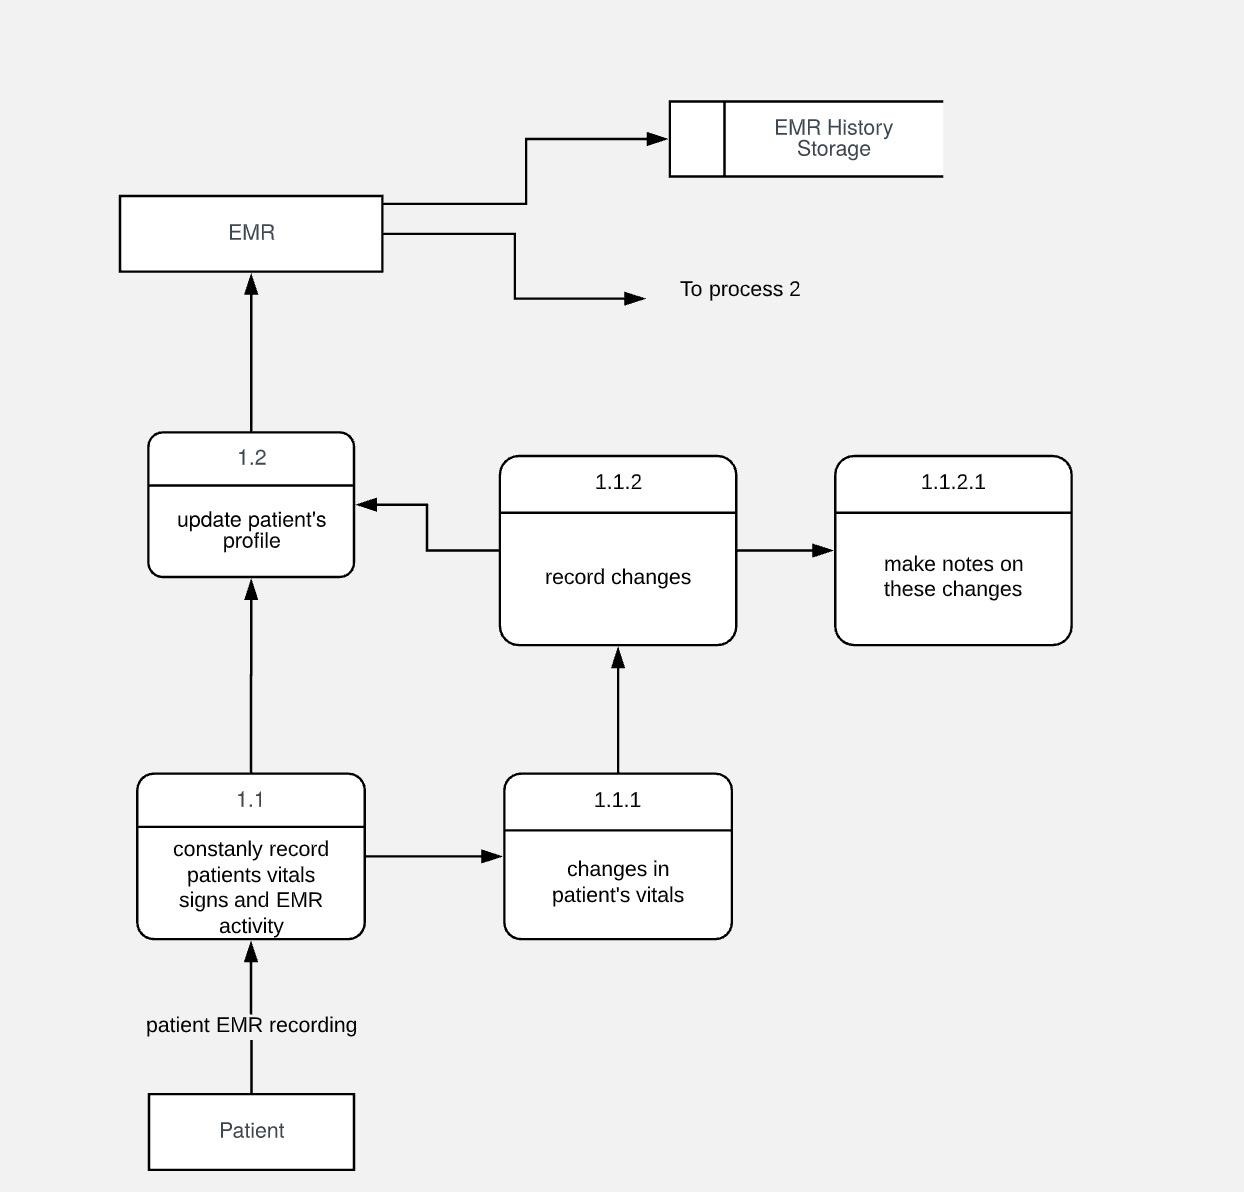 EMR History
Storage
EMR
To process 2
1.2
update patient's
profile
1.1.2
record changes
1.1.2.1
make notes on
these changes
1.1
constanly record
patients vitals
signs and EMR
activity
1.1.1
changes in
patient's vitals
patient EMR recording
Patient